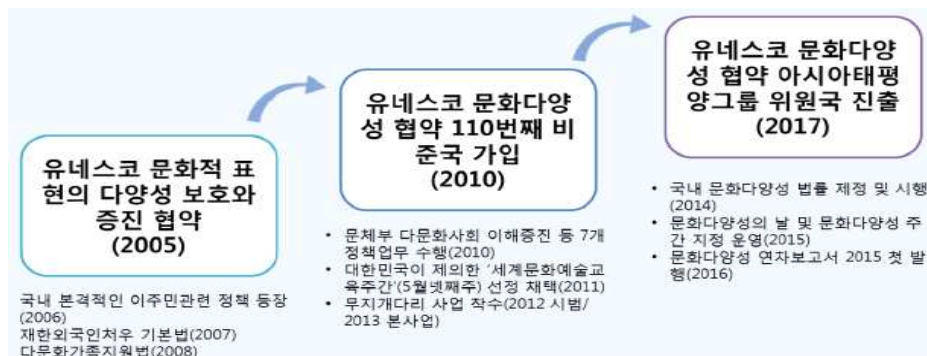 유네스코 문화적 표
현의 다양성 보호와
증진 협약
(2005)
국내 본격적인 이주민관련 정책 등장
(2006)
재한외국인처우 기본법(2007)
다문화가족지원법(2008)
유네스코 문화다양
성 협약 110번째 비
준국 가입
(2010)
• 문체부 다문화사회 이해증진 등 7개
정책업무 수행(2010)
• 대한민국이 제의한 ‘세계문화예술교
육주간’(5월넷째주) 선정 채택(2011)
• 무지개다리 사업 착수(2012 시범/
2013 본사업)
유네스코 문화다양
성 협약 아시아태평
양그룹 위원국 진출
(2017)
• 국내 문화다양성 법률 제정 및 시행
(2014)
• 문화다양성의 날 및 문화다양성 주
간 지정 운영(2015)
• 문화다양성 연차보고서 2015 첫 발
행(2016)